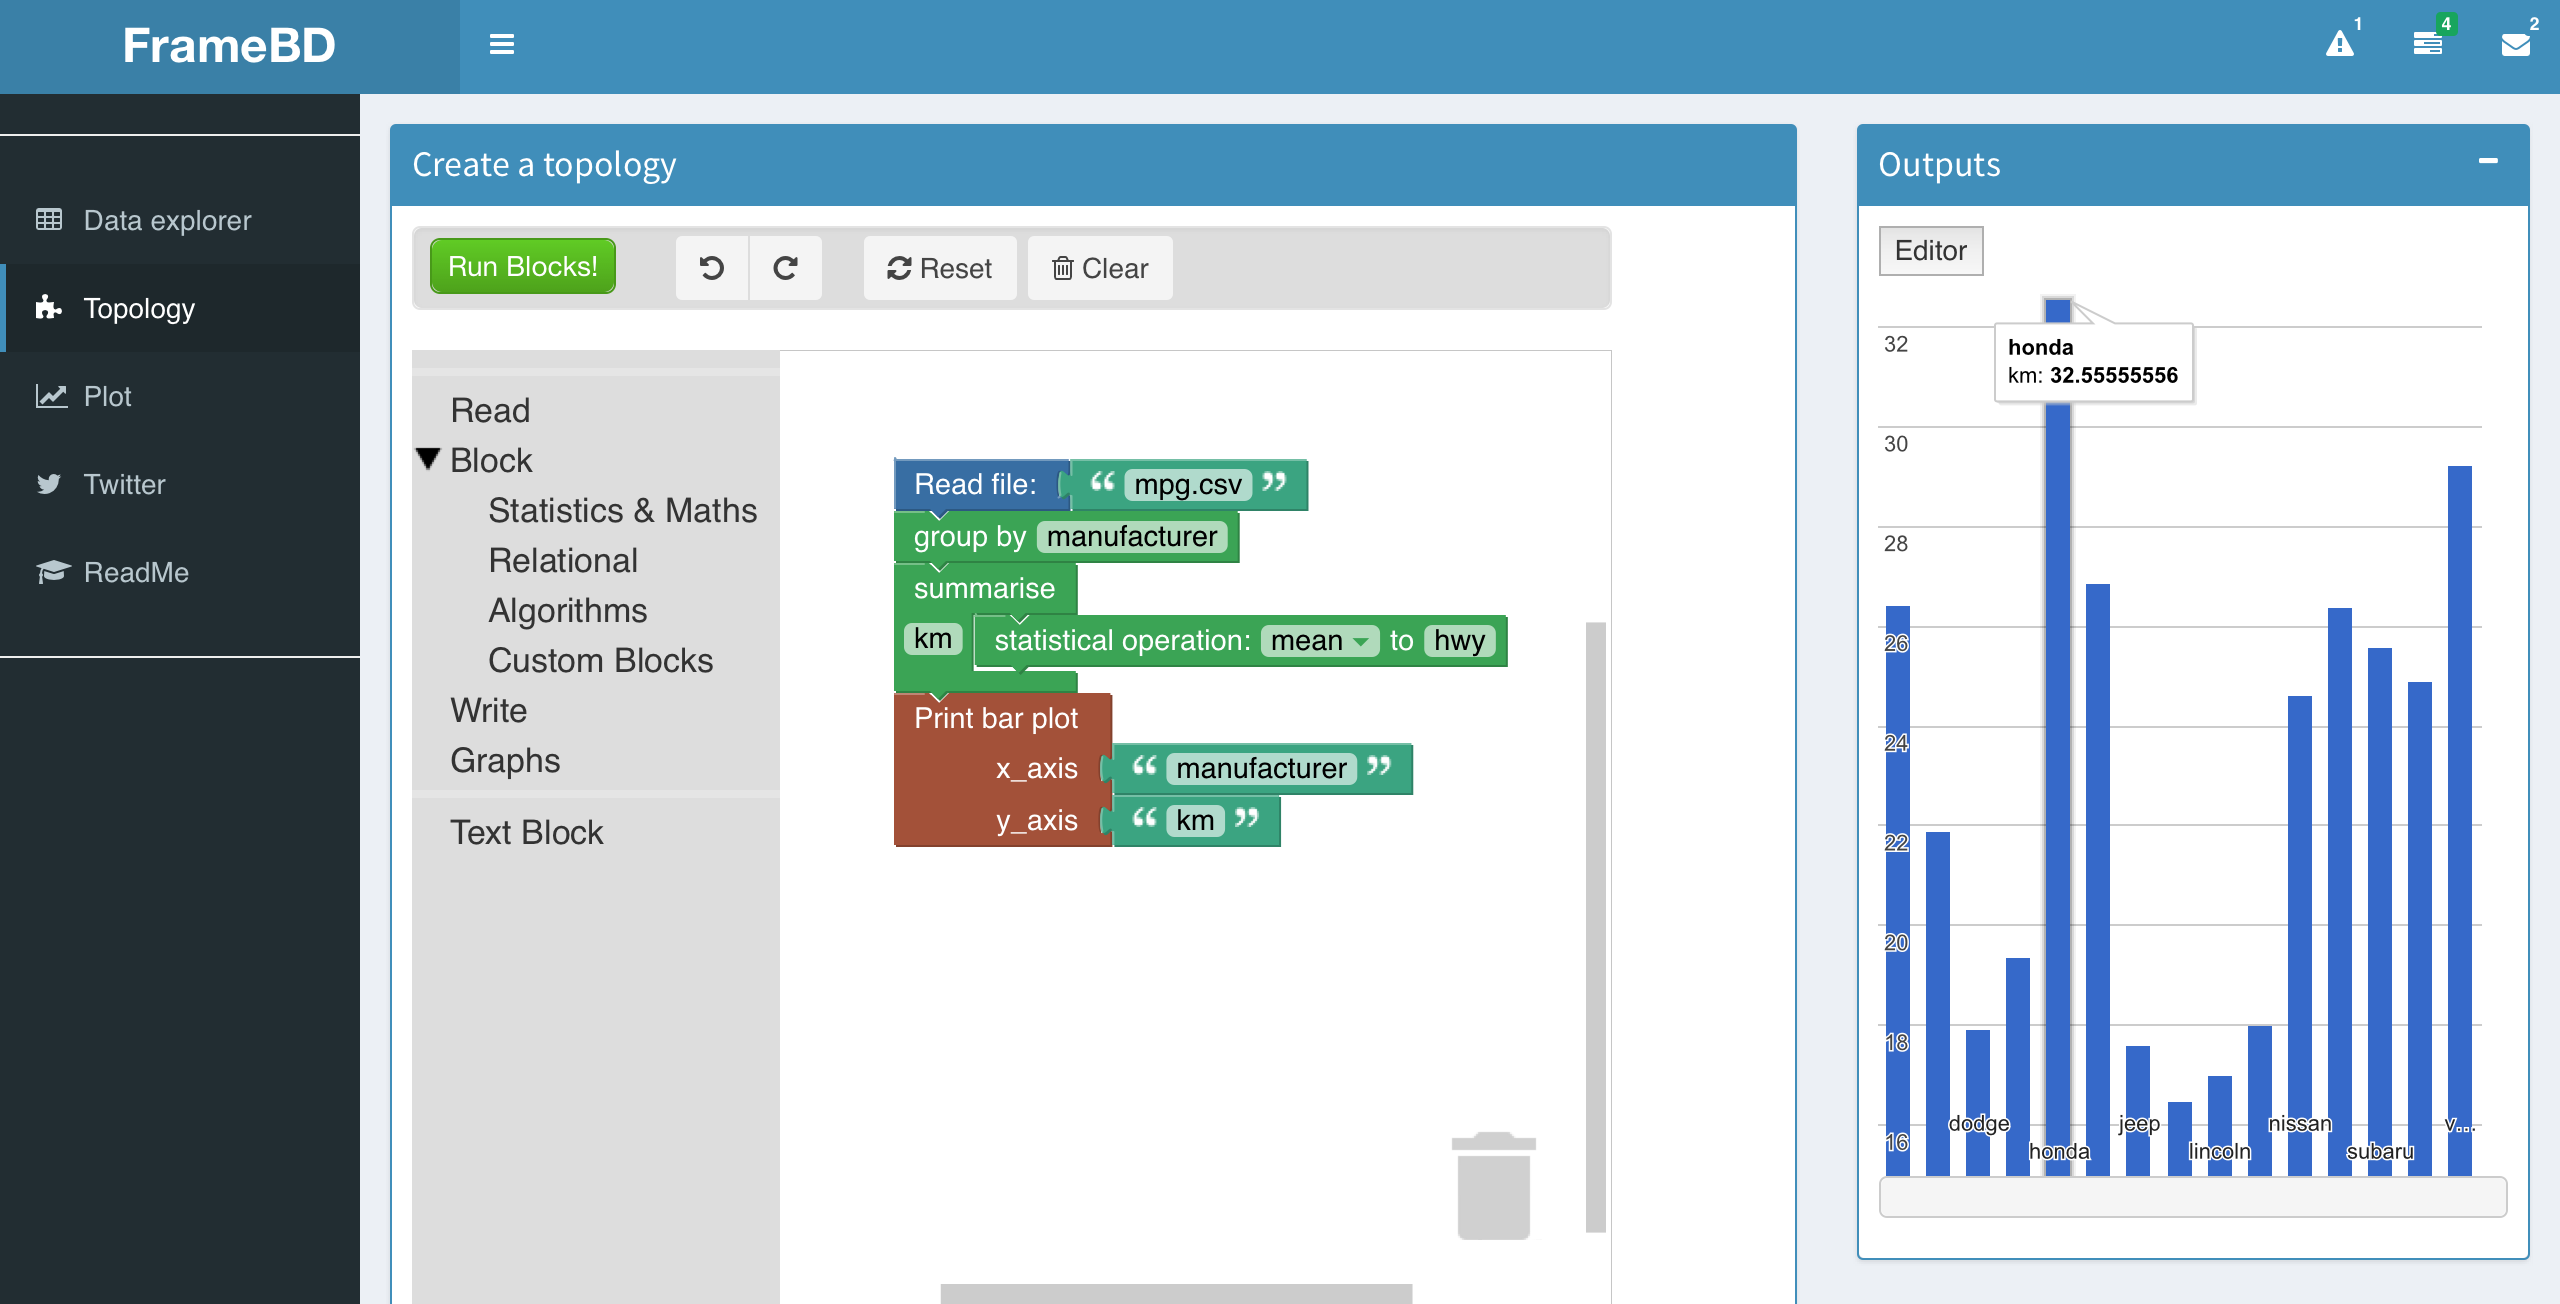 FrameBD
1
4
2
Data explorer
Topology
Plot
Twitter
ReadMe
Create a topology
Run Blocks!
Reset
Clear
Read
Block
Statistics & Maths
Relational
Algorithms
Custom Blocks
Write
Graphs
Text Block
Read file: “ mpg.csv ”
group by manufacturer
summarise
km statistical operation: mean to hwy
Print bar plot
x_axis “ manufacturer ”
y_axis “ km ”
Outputs
Editor
honda
km: 32.55555556
32
30
28
26
24
22
20
18
16
dodge jeep nissan v...
honda lincoln subaru